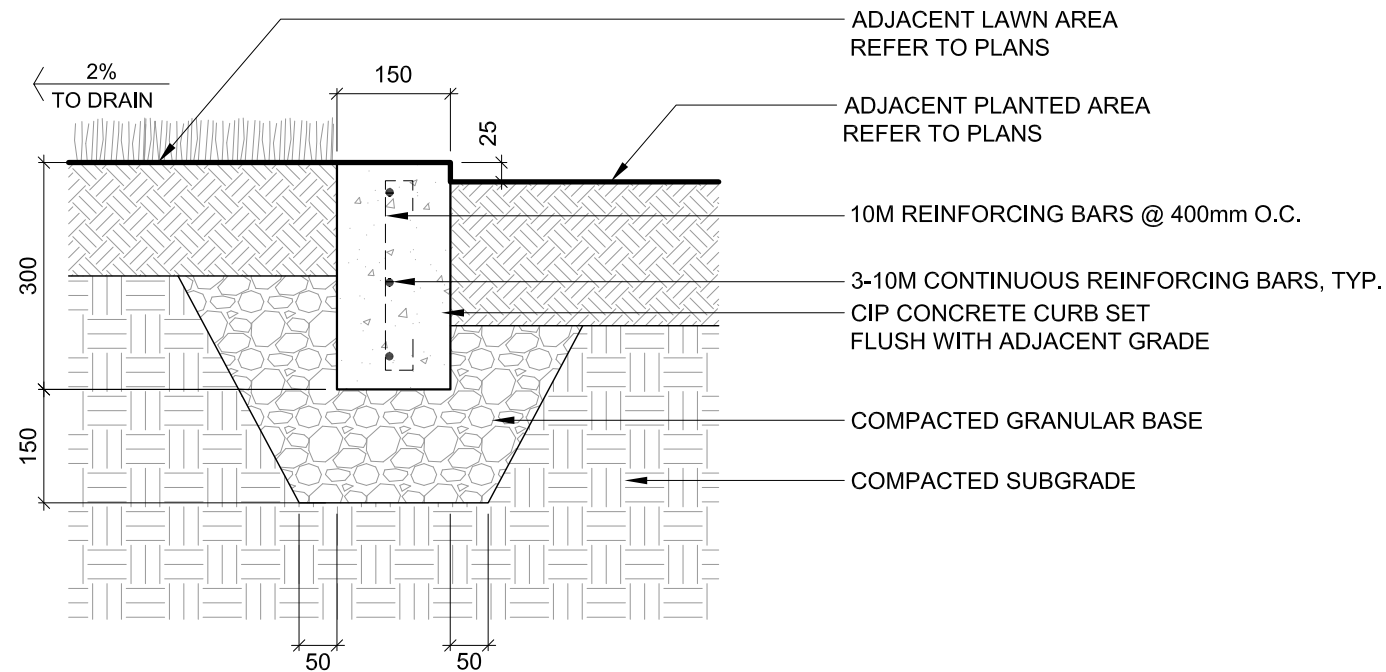 ADJACENT LAWN AREA
REFER TO PLANS
2%
TO DRAIN
150
25
ADJACENT PLANTED AREA
REFER TO PLANS
10M REINFORCING BARS @ 400mm O.C.
300
3-10M CONTINUOUS REINFORCING BARS, TYP.
CIP CONCRETE CURB SET
FLUSH WITH ADJACENT GRADE
150
COMPACTED GRANULAR BASE
COMPACTED SUBGRADE
50
50